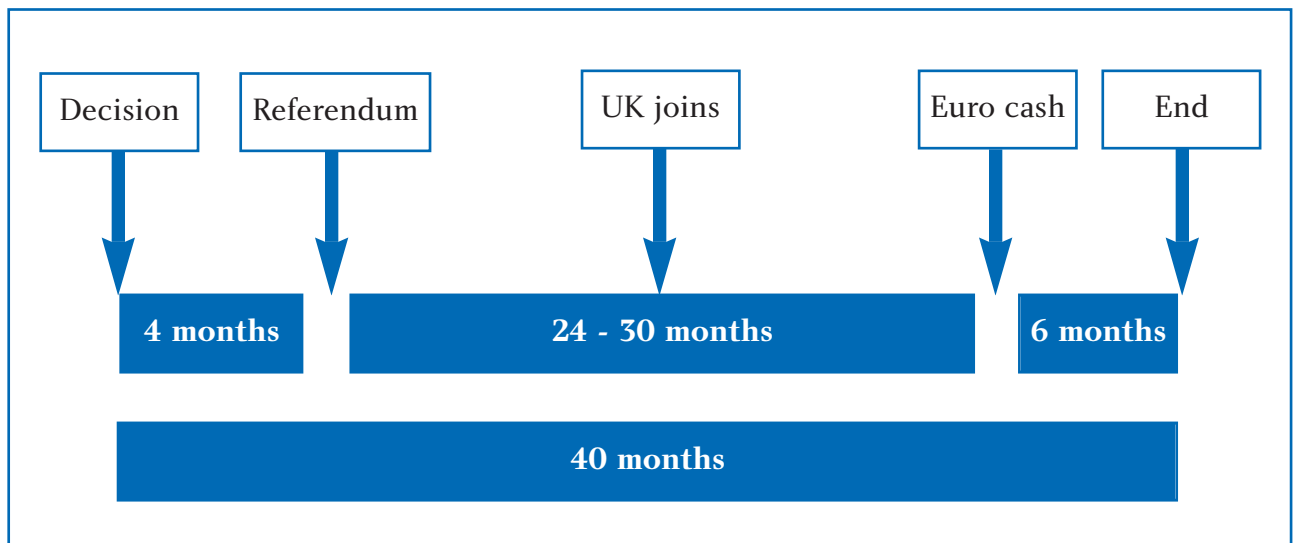 Decision
Referendum
UK joins
Euro cash
End
4 months
24 - 30 months
6 months
40 months